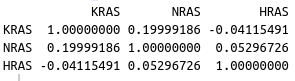 KRAS NRAS HRAS
KRAS 1.00000000 0.19999186 -0.04115491
NRAS 0.19999186 1.00000000 0.05296726
HRAS -0.04115491 0.05296726 1.00000000